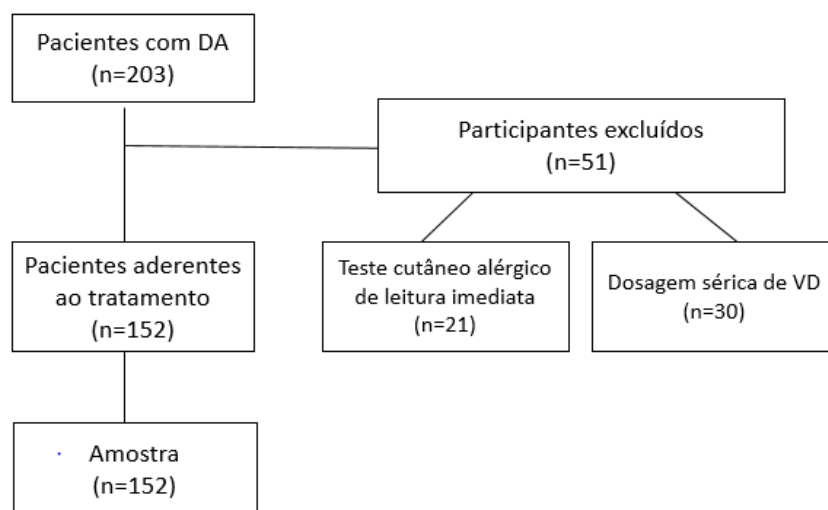 Pacientes com DA
(n=203)
Participantes excluídos
(n=51)
Pacientes aderentes
ao tratamento
(n=152)
Teste cutâneo alérgico
de leitura imediata
(n=21)
Dosagem sérica de VD
(n=30)
Amostra
(n=152)